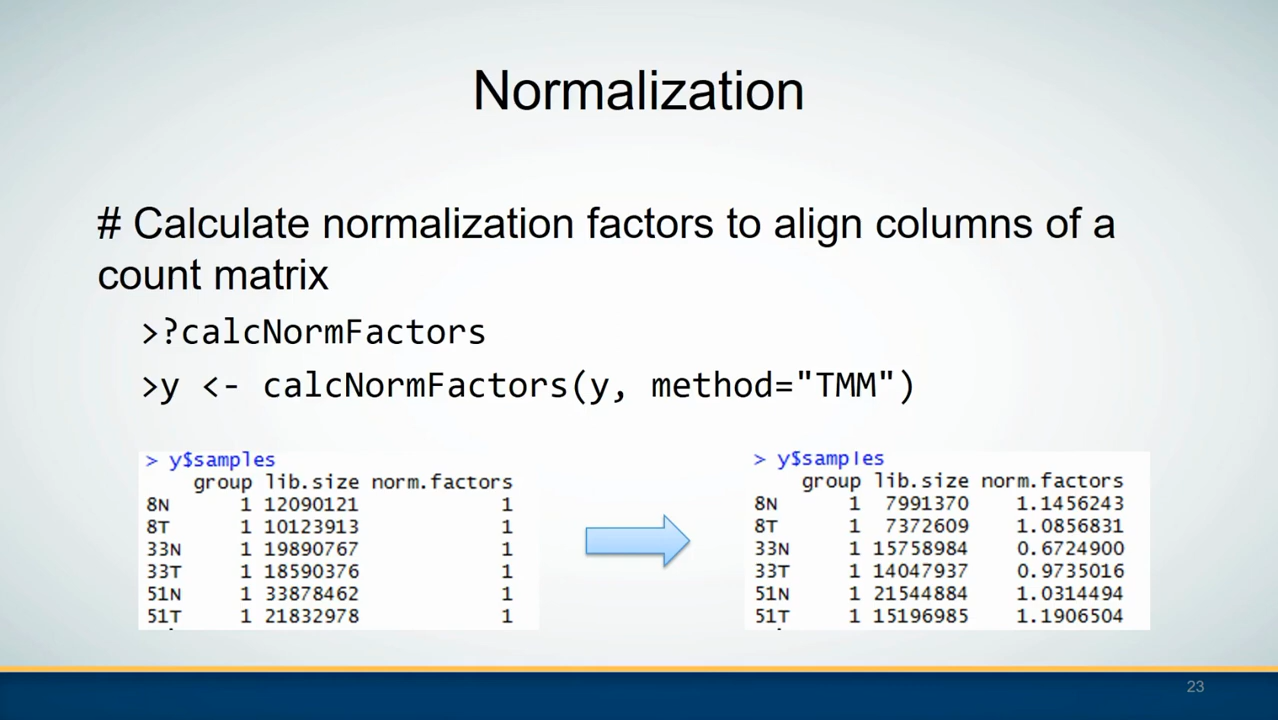 Normalization
# Calculate normalization factors to align columns of a
count matrix
>?calcNormFactors
>y <- calcNormFactors(y, method="TMM")
> y$samples
group lib.size norm.factors
8N 1 12090121 1
8T 1 10123913 1
33N 1 19890767 1
33T 1 18590376 1
51N 1 33878462 1
51T 1 21832978 1
> y$samples
group lib.size norm.factors
8N 1 7991370 1.1456243
8T 1 7372609 1.0856831
33N 1 15758984 0.6724900
33T 1 14047937 0.9735016
51N 1 21544884 1.0314494
51T 1 15196985 1.1906504
23